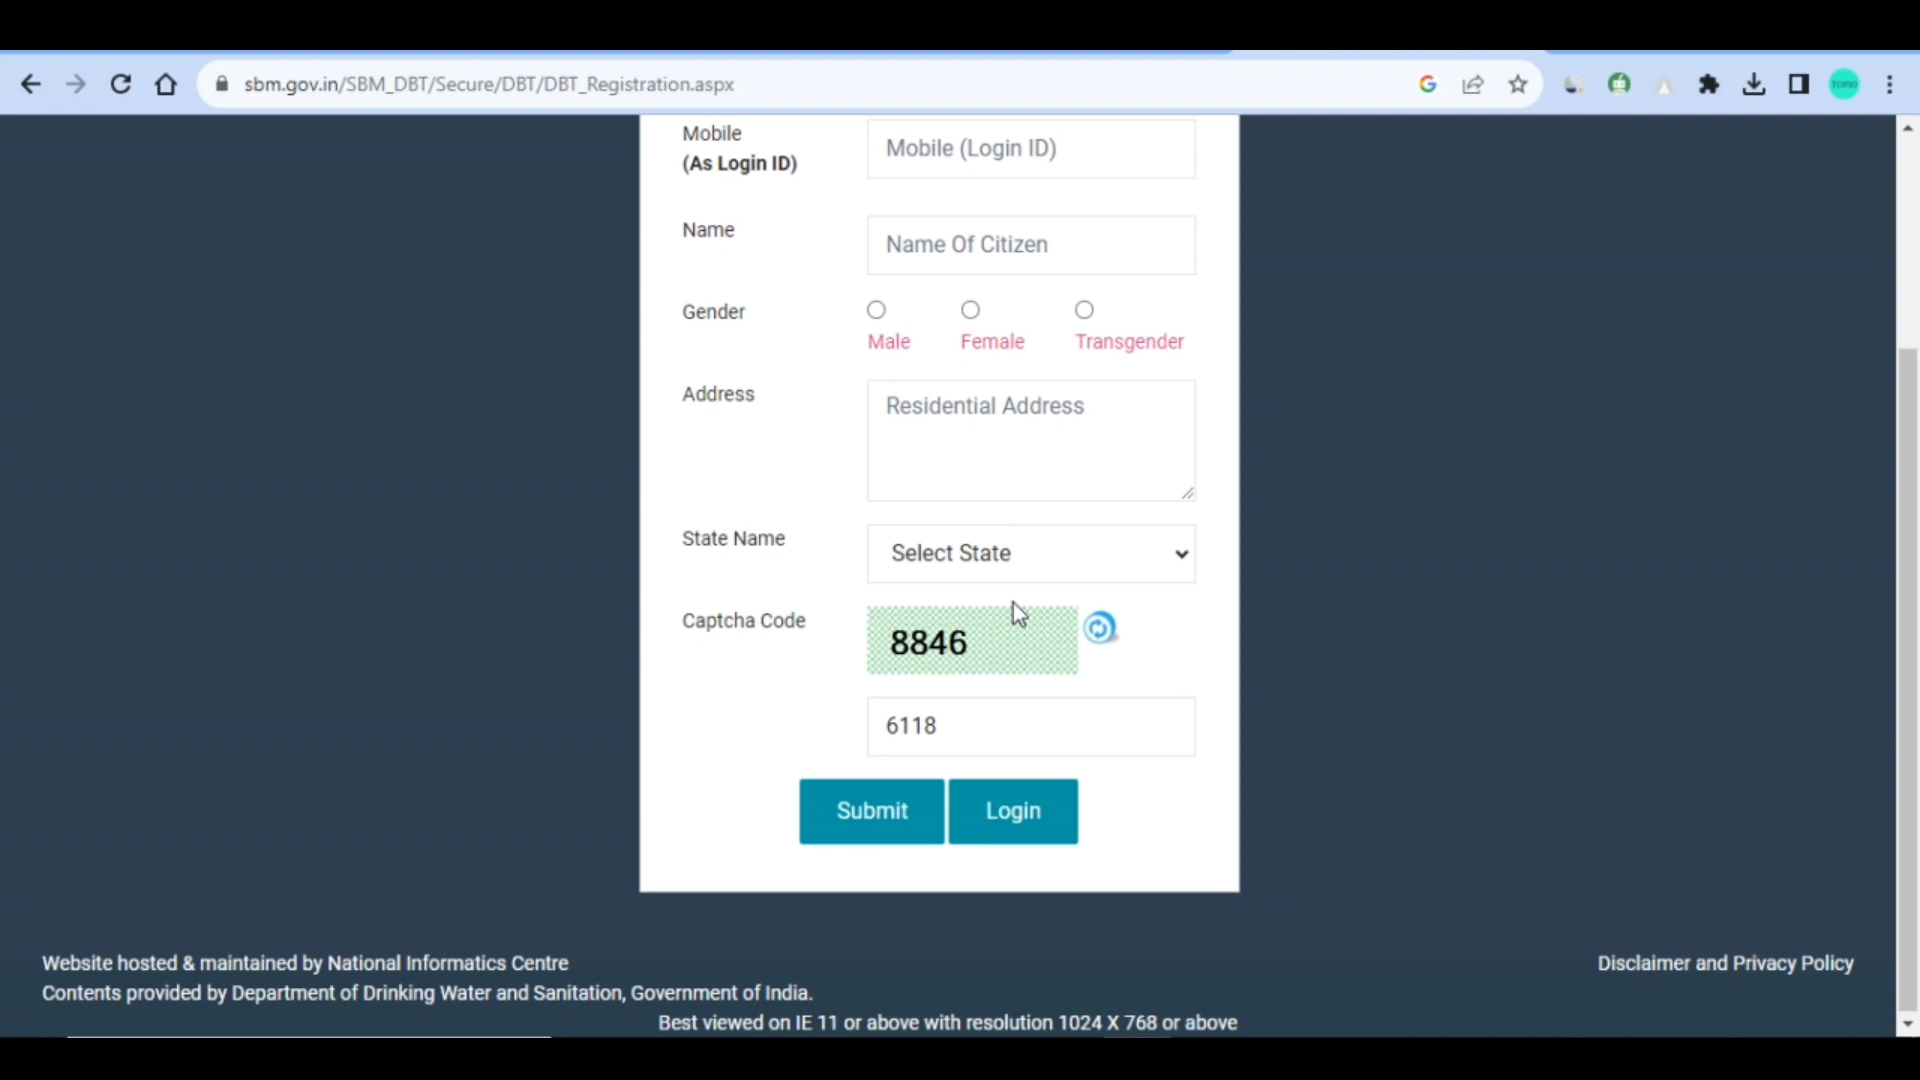 sbm.gov.in/SBM_DBT/Secure/DBT/DBT_Registration.aspx
Mobile
(As Login ID)
Mobile (Login ID)
Name
Name Of Citizen
Gender
Male Female Transgender
Address
Residential Address
State Name
Select State
Captcha Code
8846
6118
Submit Login
Website hosted & maintained by National Informatics Centre
Disclaimer and Privacy Policy
Contents provided by Department of Drinking Water and Sanitation, Government of India.
Best viewed on IE 11 or above with resolution 1024 X 768 or above